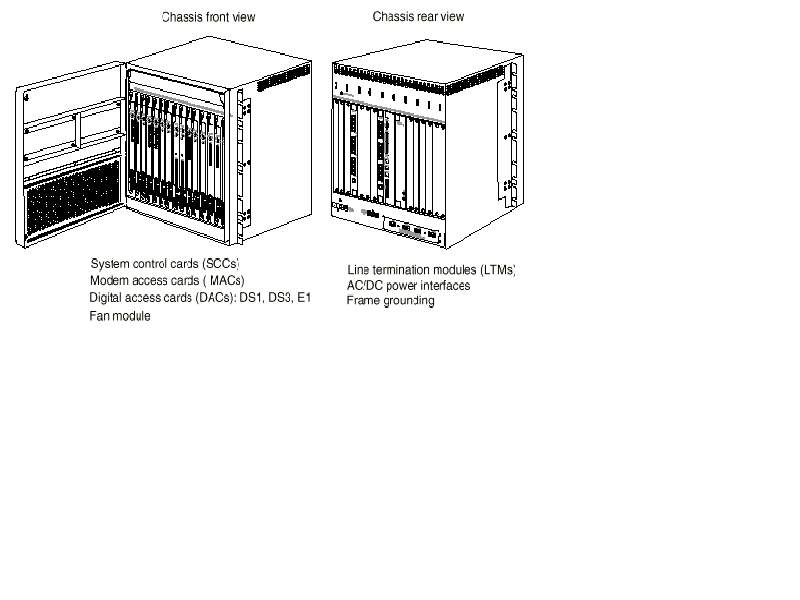 Chassis front view
Chassis rear view
System control cards (SCCs)
Modem access cards ( MACs)
Digital access cards (DACs): DS1, DS3, E1
Fan module
Line termination modules (LTMs)
AC/DC power interfaces
Frame grounding